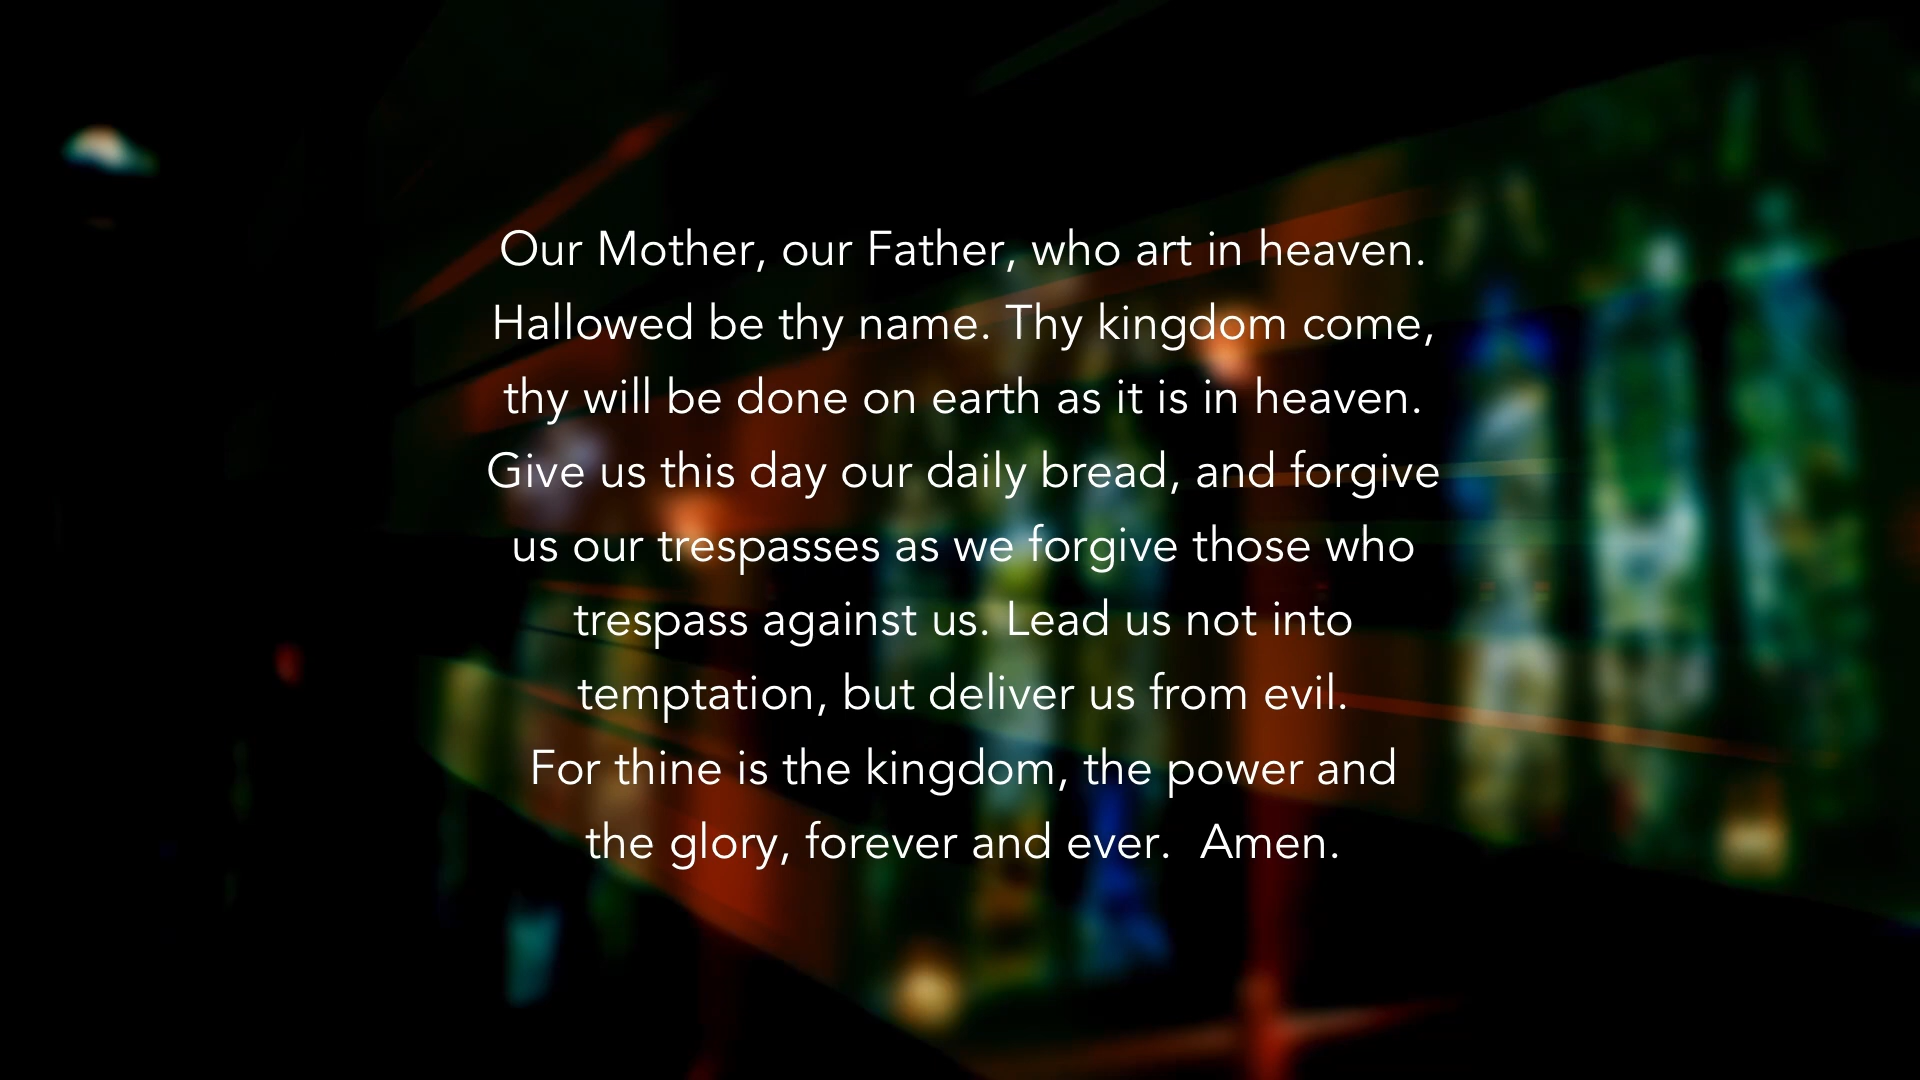 Our Mother, our Father, who art in heaven.
Hallowed be thy name. Thy kingdom come,
thy will be done on earth as it is in heaven.
Give us this day our daily bread, and forgive
us our trespasses as we forgive those who
trespass against us. Lead us not into
temptation, but deliver us from evil.
For thine is the kingdom, the power and
the glory, forever and ever.  Amen.